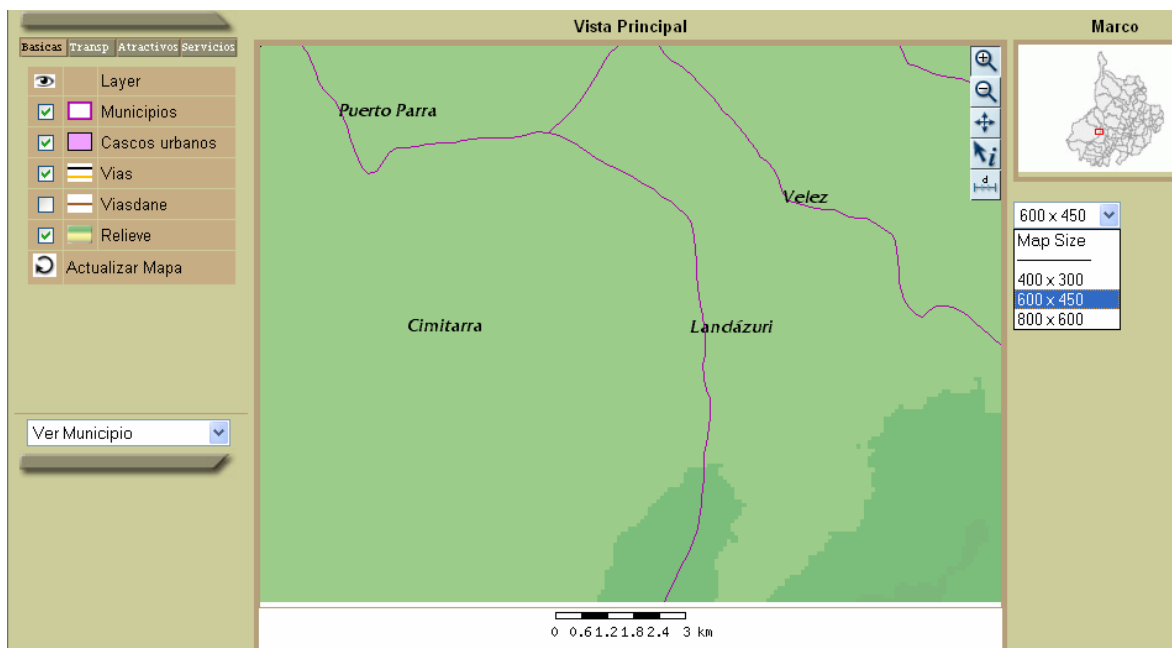 Vista Principal
Marco
Basicas Transp Atractivos Servicios
Layer
Municipios
Cascos urbanos
Vias
Viasdane
Relieve
Actualizar Mapa
Ver Municipio
Puerto Parra
Velez
Cimitarra
Landázuri
i
d
0 0.61.21.82.4 3 km
600 x 450
Map Size
400 x 300
600 x 450
800 x 600